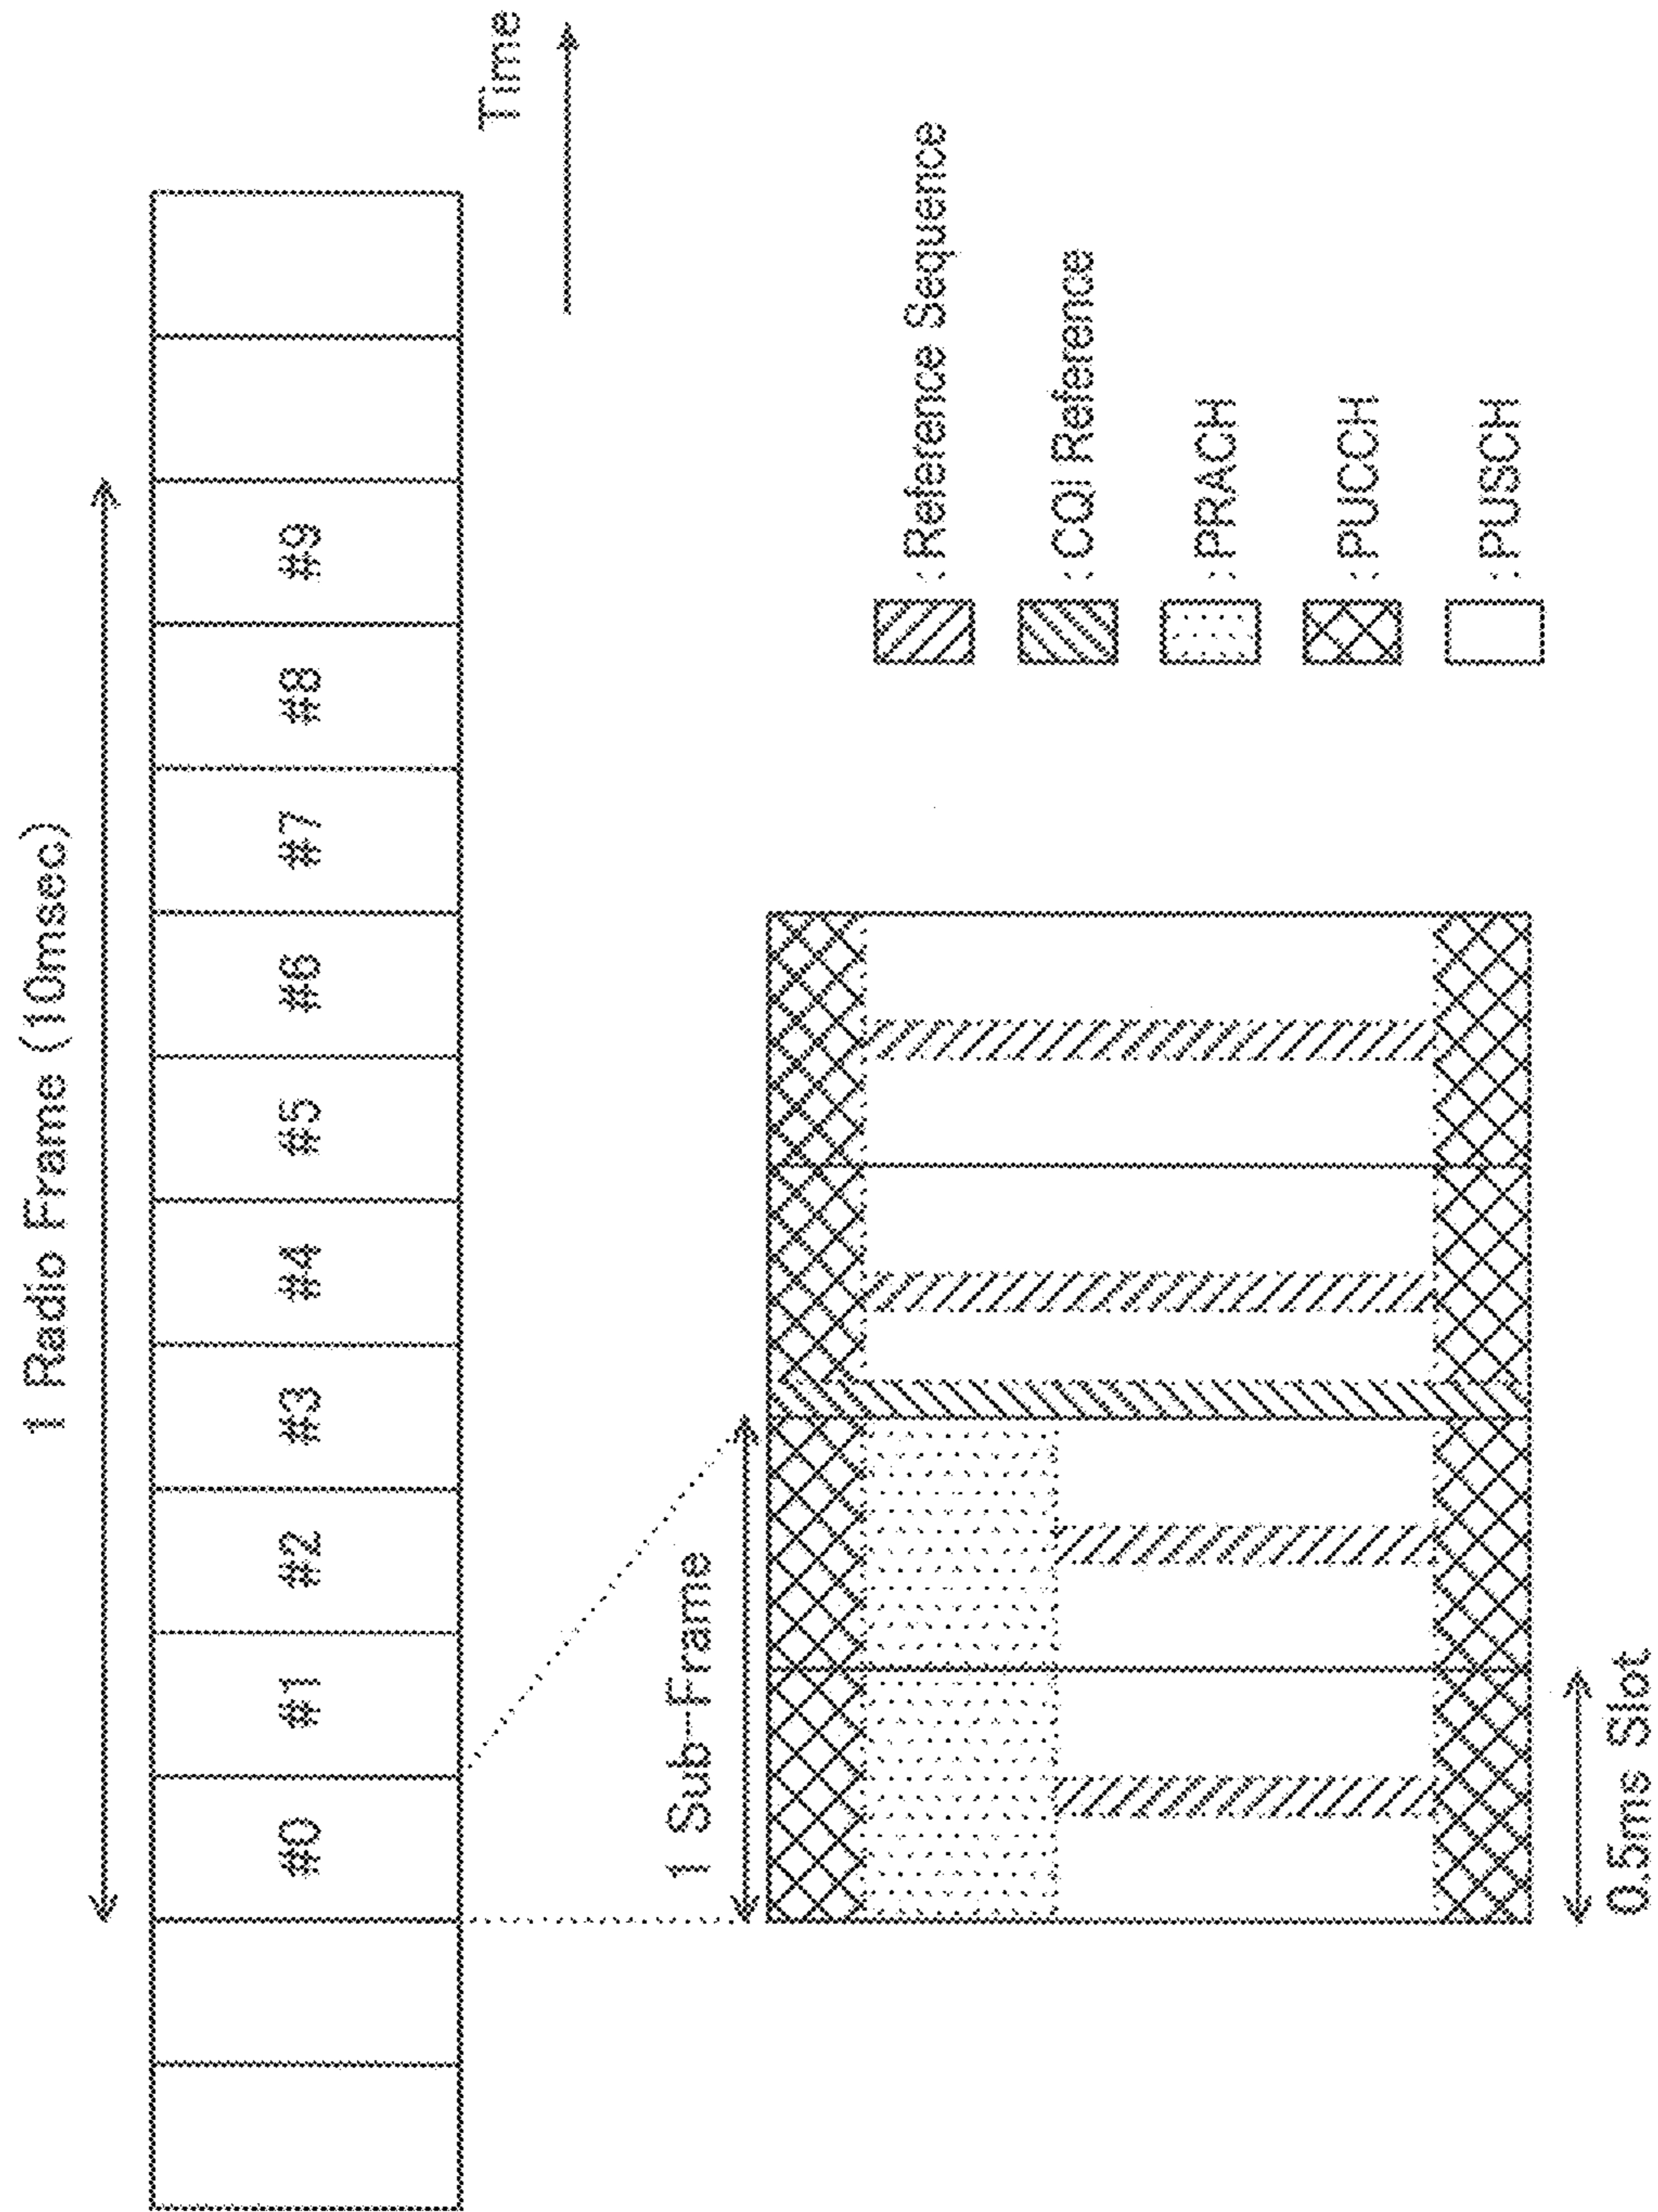 1 Radio Frame (10msec)
#0 #1 #2 #3 #4 #5 #6 #7 #8 #9
Time
1 Sub-Frame
0.5ms Slot
: Reference Sequence
: CQI Reference
: PRACH
: PUCCH
: PUSCH